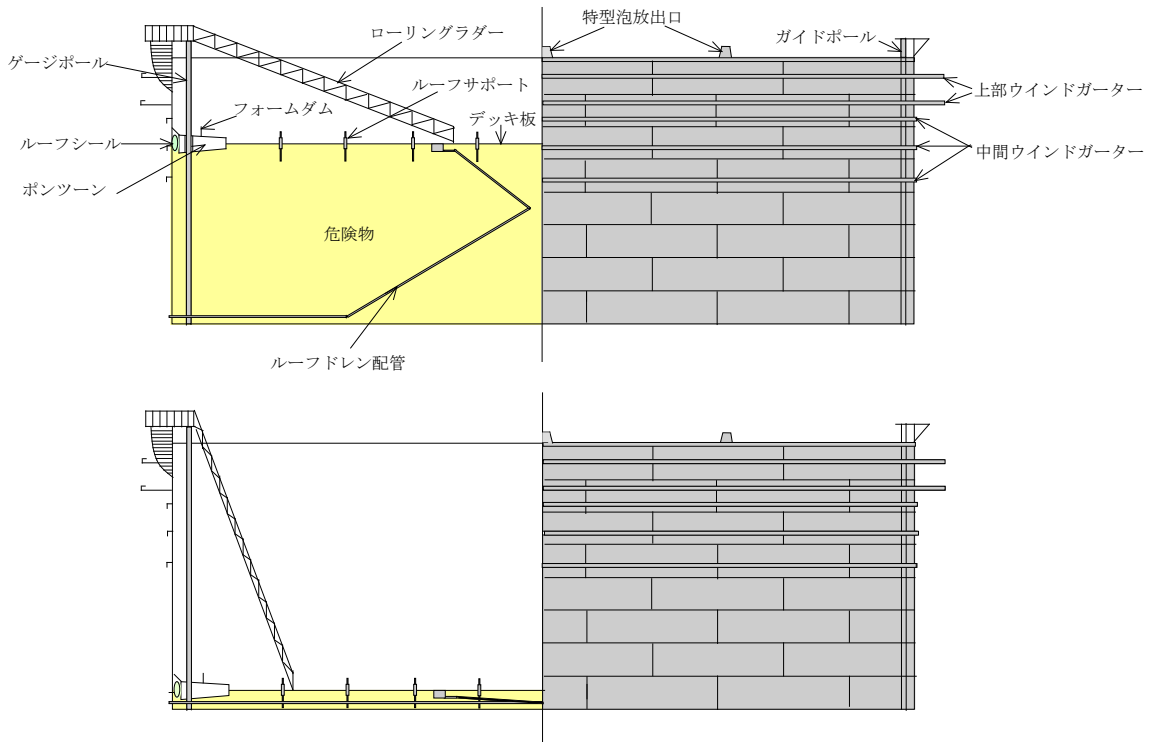 特型泡放出口
ローリングラダー
ガイドポール
ゲージポール
ルーフサポート
上部ウインドガーター
フォームダム
デッキ板
ルーフシール
中間ウインドガーター
ポンツーン
危険物
ルーフドレン配管